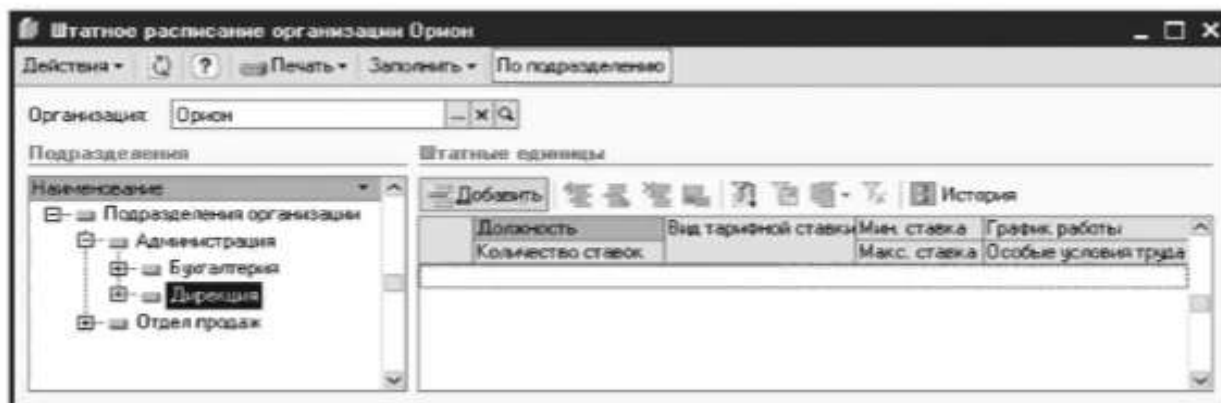 Штатное расписание организации Орион
Действия ? Печать Заполнить По подразделению
Организация: Орион ... x
Подразделения
Штатные единицы
Наименование
Добавить История
Подразделения организации
Администрация
Бухгалтерия
Дирекция
Отдел продаж
Должность Вид тарифной ставки Мин. ставка График работы
Количество ставок Макс. ставка Особые условия труда